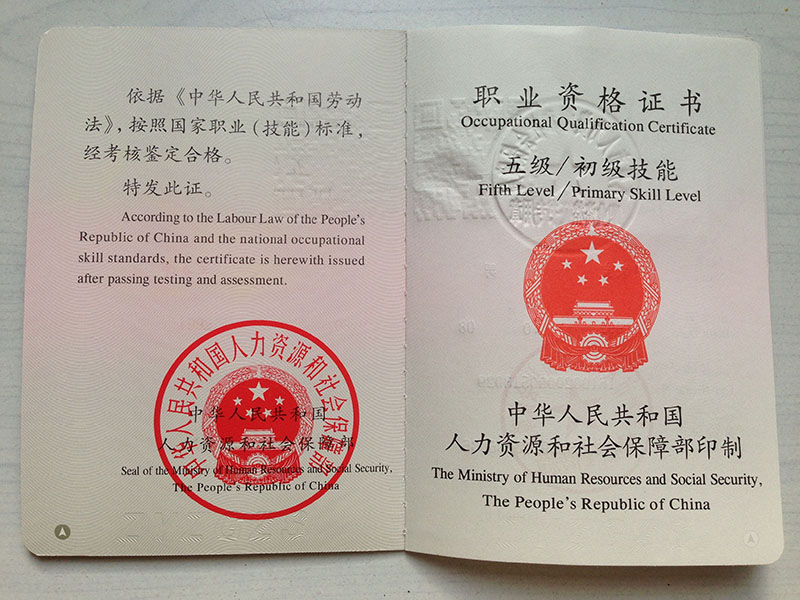 依据《中华人民共和国劳动
法》，按照国家职业（技能）标准，
经考核鉴定合格。
特发此证。
According to the Labour Law of the People's
Republic of China and the national occupational
skill standards, the certificate is herewith issued
after passing testing and assessment.
中华人民共和国人力资源和社会保障部
中华人民共和国
人力资源和社会保障部
Seal of the Ministry of Human Resources and Social Security,
The People's Republic of China
职业资格证书
Occupational Qualification Certificate
五级/初级技能
Fifth Level/Primary Skill Level
中华人民共和国
人力资源和社会保障部印制
The Ministry of Human Resources and Social Security,
The People's Republic of China